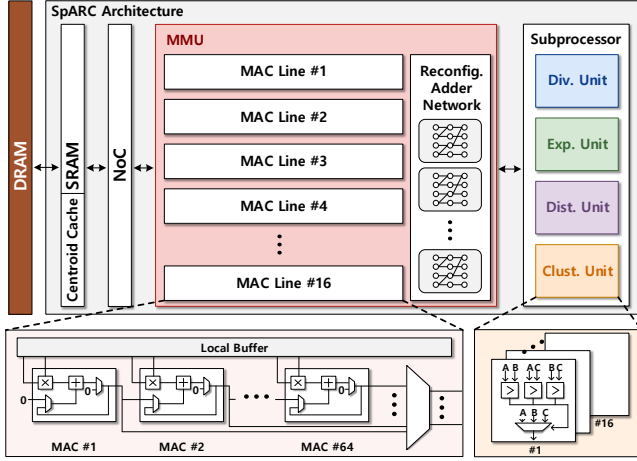 SpARC Architecture
DRAM
SRAM
Centroid Cache
NoC
MMU
MAC Line #1
MAC Line #2
MAC Line #3
MAC Line #4
MAC Line #16
Reconfig.
Adder
Network
Subprocessor
Div. Unit
Exp. Unit
Dist. Unit
Clust. Unit
Local Buffer
× + 0
0
× + 0
× + 0
MAC #1
MAC #2
MAC #64
A B AC BC
> > >
A B C
#1
#16